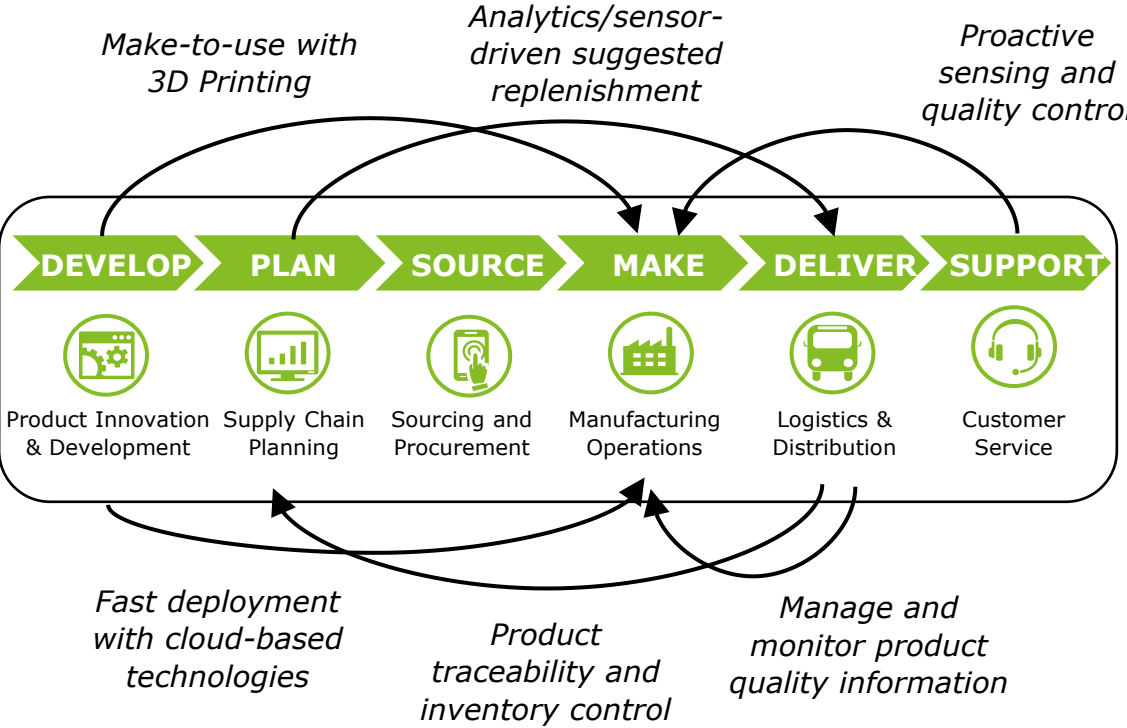 Make-to-use with
3D Printing
Analytics/sensor-
driven suggested
replenishment
Proactive
sensing and
quality control
DEVELOP
PLAN
SOURCE
MAKE
DELIVER
SUPPORT
Product Innovation
& Development
Supply Chain
Planning
Sourcing and
Procurement
Manufacturing
Operations
Logistics &
Distribution
Customer
Service
Fast deployment
with cloud-based
technologies
Product
traceability and
inventory control
Manage and
monitor product
quality information